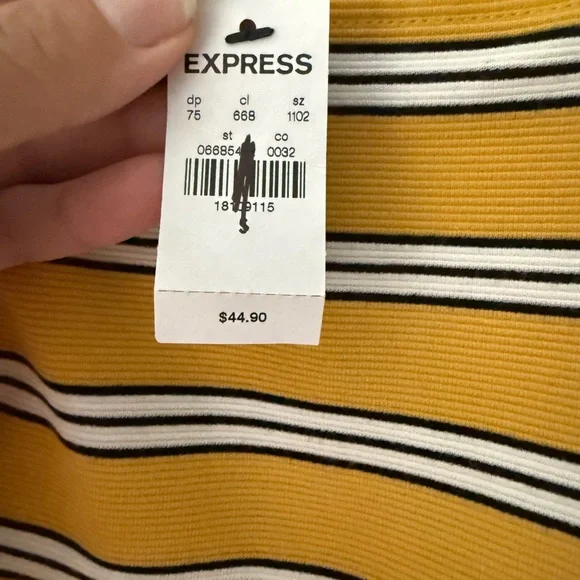 EXPRESS
dp cl sz
75 668 1102
st co
066854 0032
S
$44.90